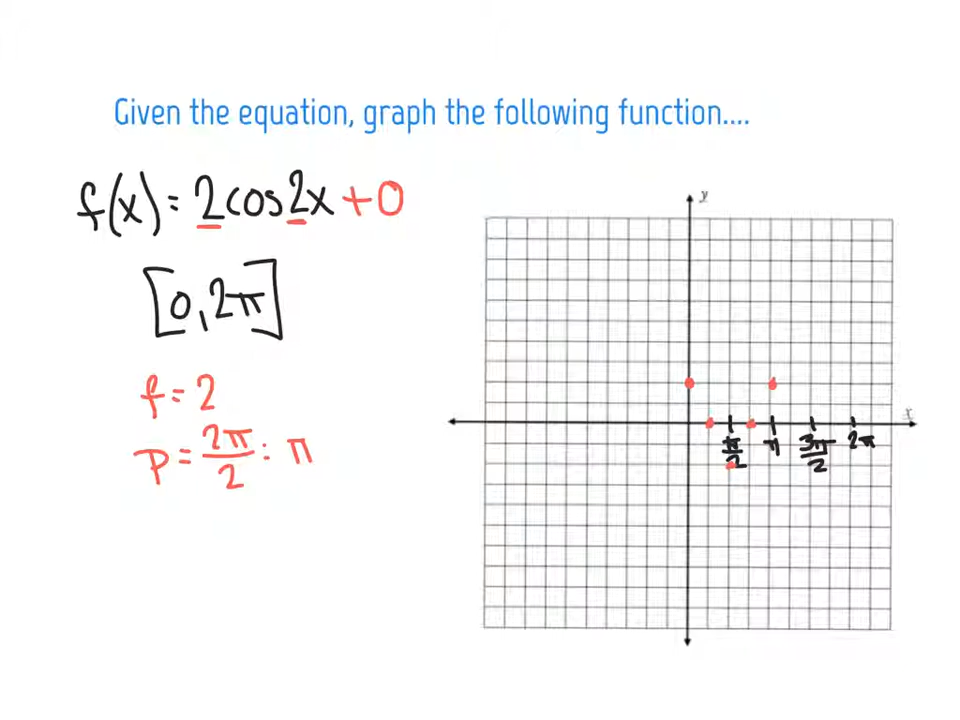 Given the equation, graph the following function....
f(x) = 2cos2x + 0
[0, 2π]
f = 2
p = 2π/2 = π
y
x
π/2 π 3π/2 2π